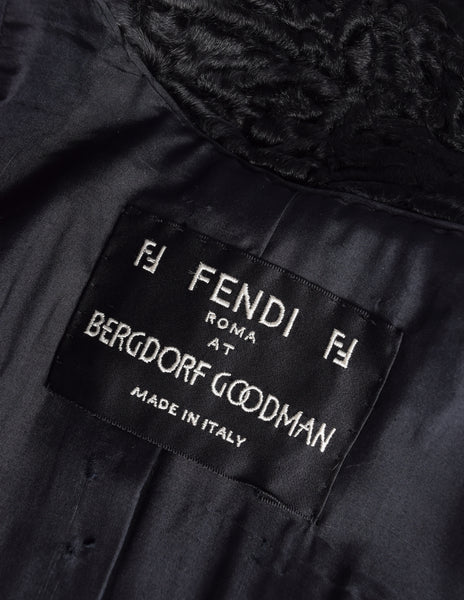 FF FENDI FF
ROMA
AT
BERGDORF GOODMAN
MADE IN ITALY